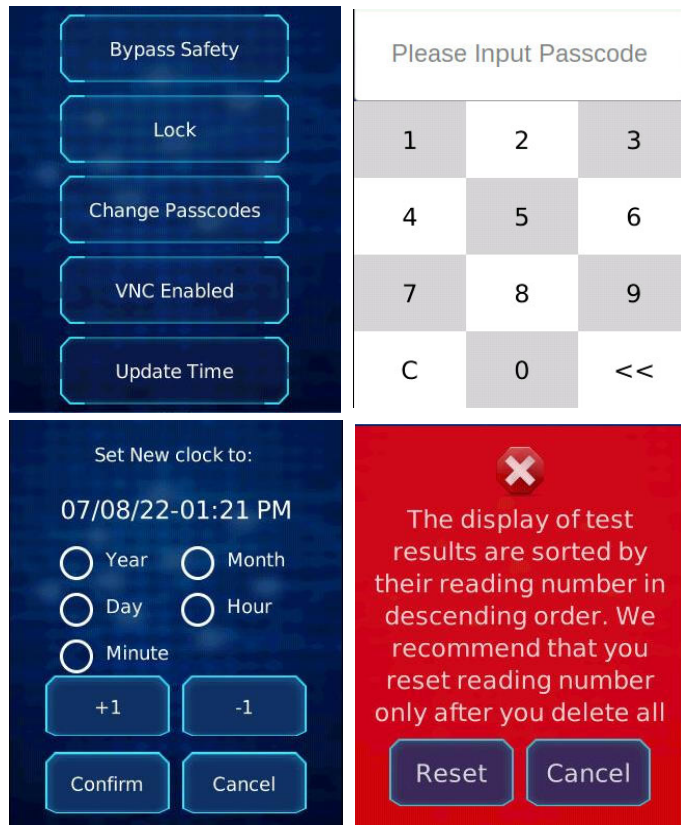 Bypass Safety
Lock
Change Passcodes
VNC Enabled
Update Time
Please Input Passcode
1 2 3
4 5 6
7 8 9
C 0 <<
Set New clock to:
07/08/22-01:21 PM
Year Month
Day Hour
Minute
+1 -1
Confirm Cancel
The display of test
results are sorted by
their reading number in
descending order. We
recommend that you
reset reading number
only after you delete all
Reset Cancel